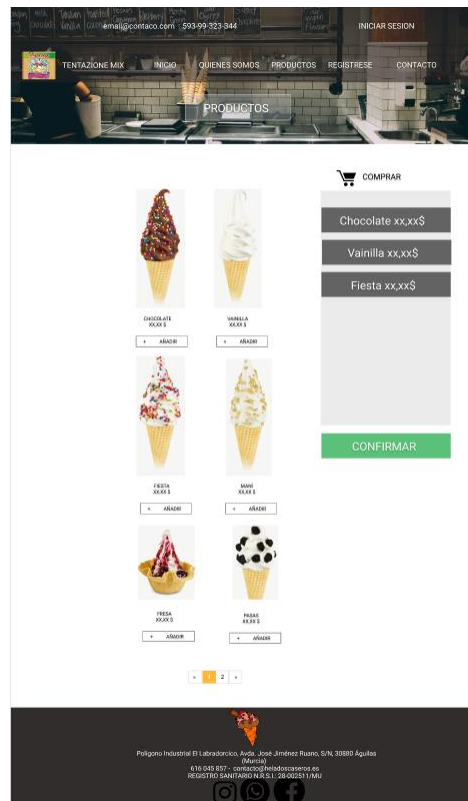 email@contaco.com 593-99-323-344
INICIAR SESION
TENTAZIONE MIX
INICIO
QUIENES SOMOS
PRODUCTOS
REGISTRESE
CONTACTO
PRODUCTOS
COMPRAR
Chocolate xx,xx$
Vainilla xx,xx$
Fiesta xx,xx$
CONFIRMAR
CHOCOLATE
XX,XX $
+ AÑADIR
VAINILLA
XX,XX $
+ AÑADIR
FIESTA
XX,XX $
+ AÑADIR
MANÍ
XX,XX $
+ AÑADIR
FRESA
XX,XX $
+ AÑADIR
PASAS
XX,XX $
+ AÑADIR
« 1 2 »
Polígono Industrial El Labradorcico, Avda. José Jiménez Ruano, S/N, 30880 Águilas
(Murcia)
616 045 857 - contacto@heladoscaseros.es
REGISTRO SANITARIO N.R.S.I.: 28-002511/MU